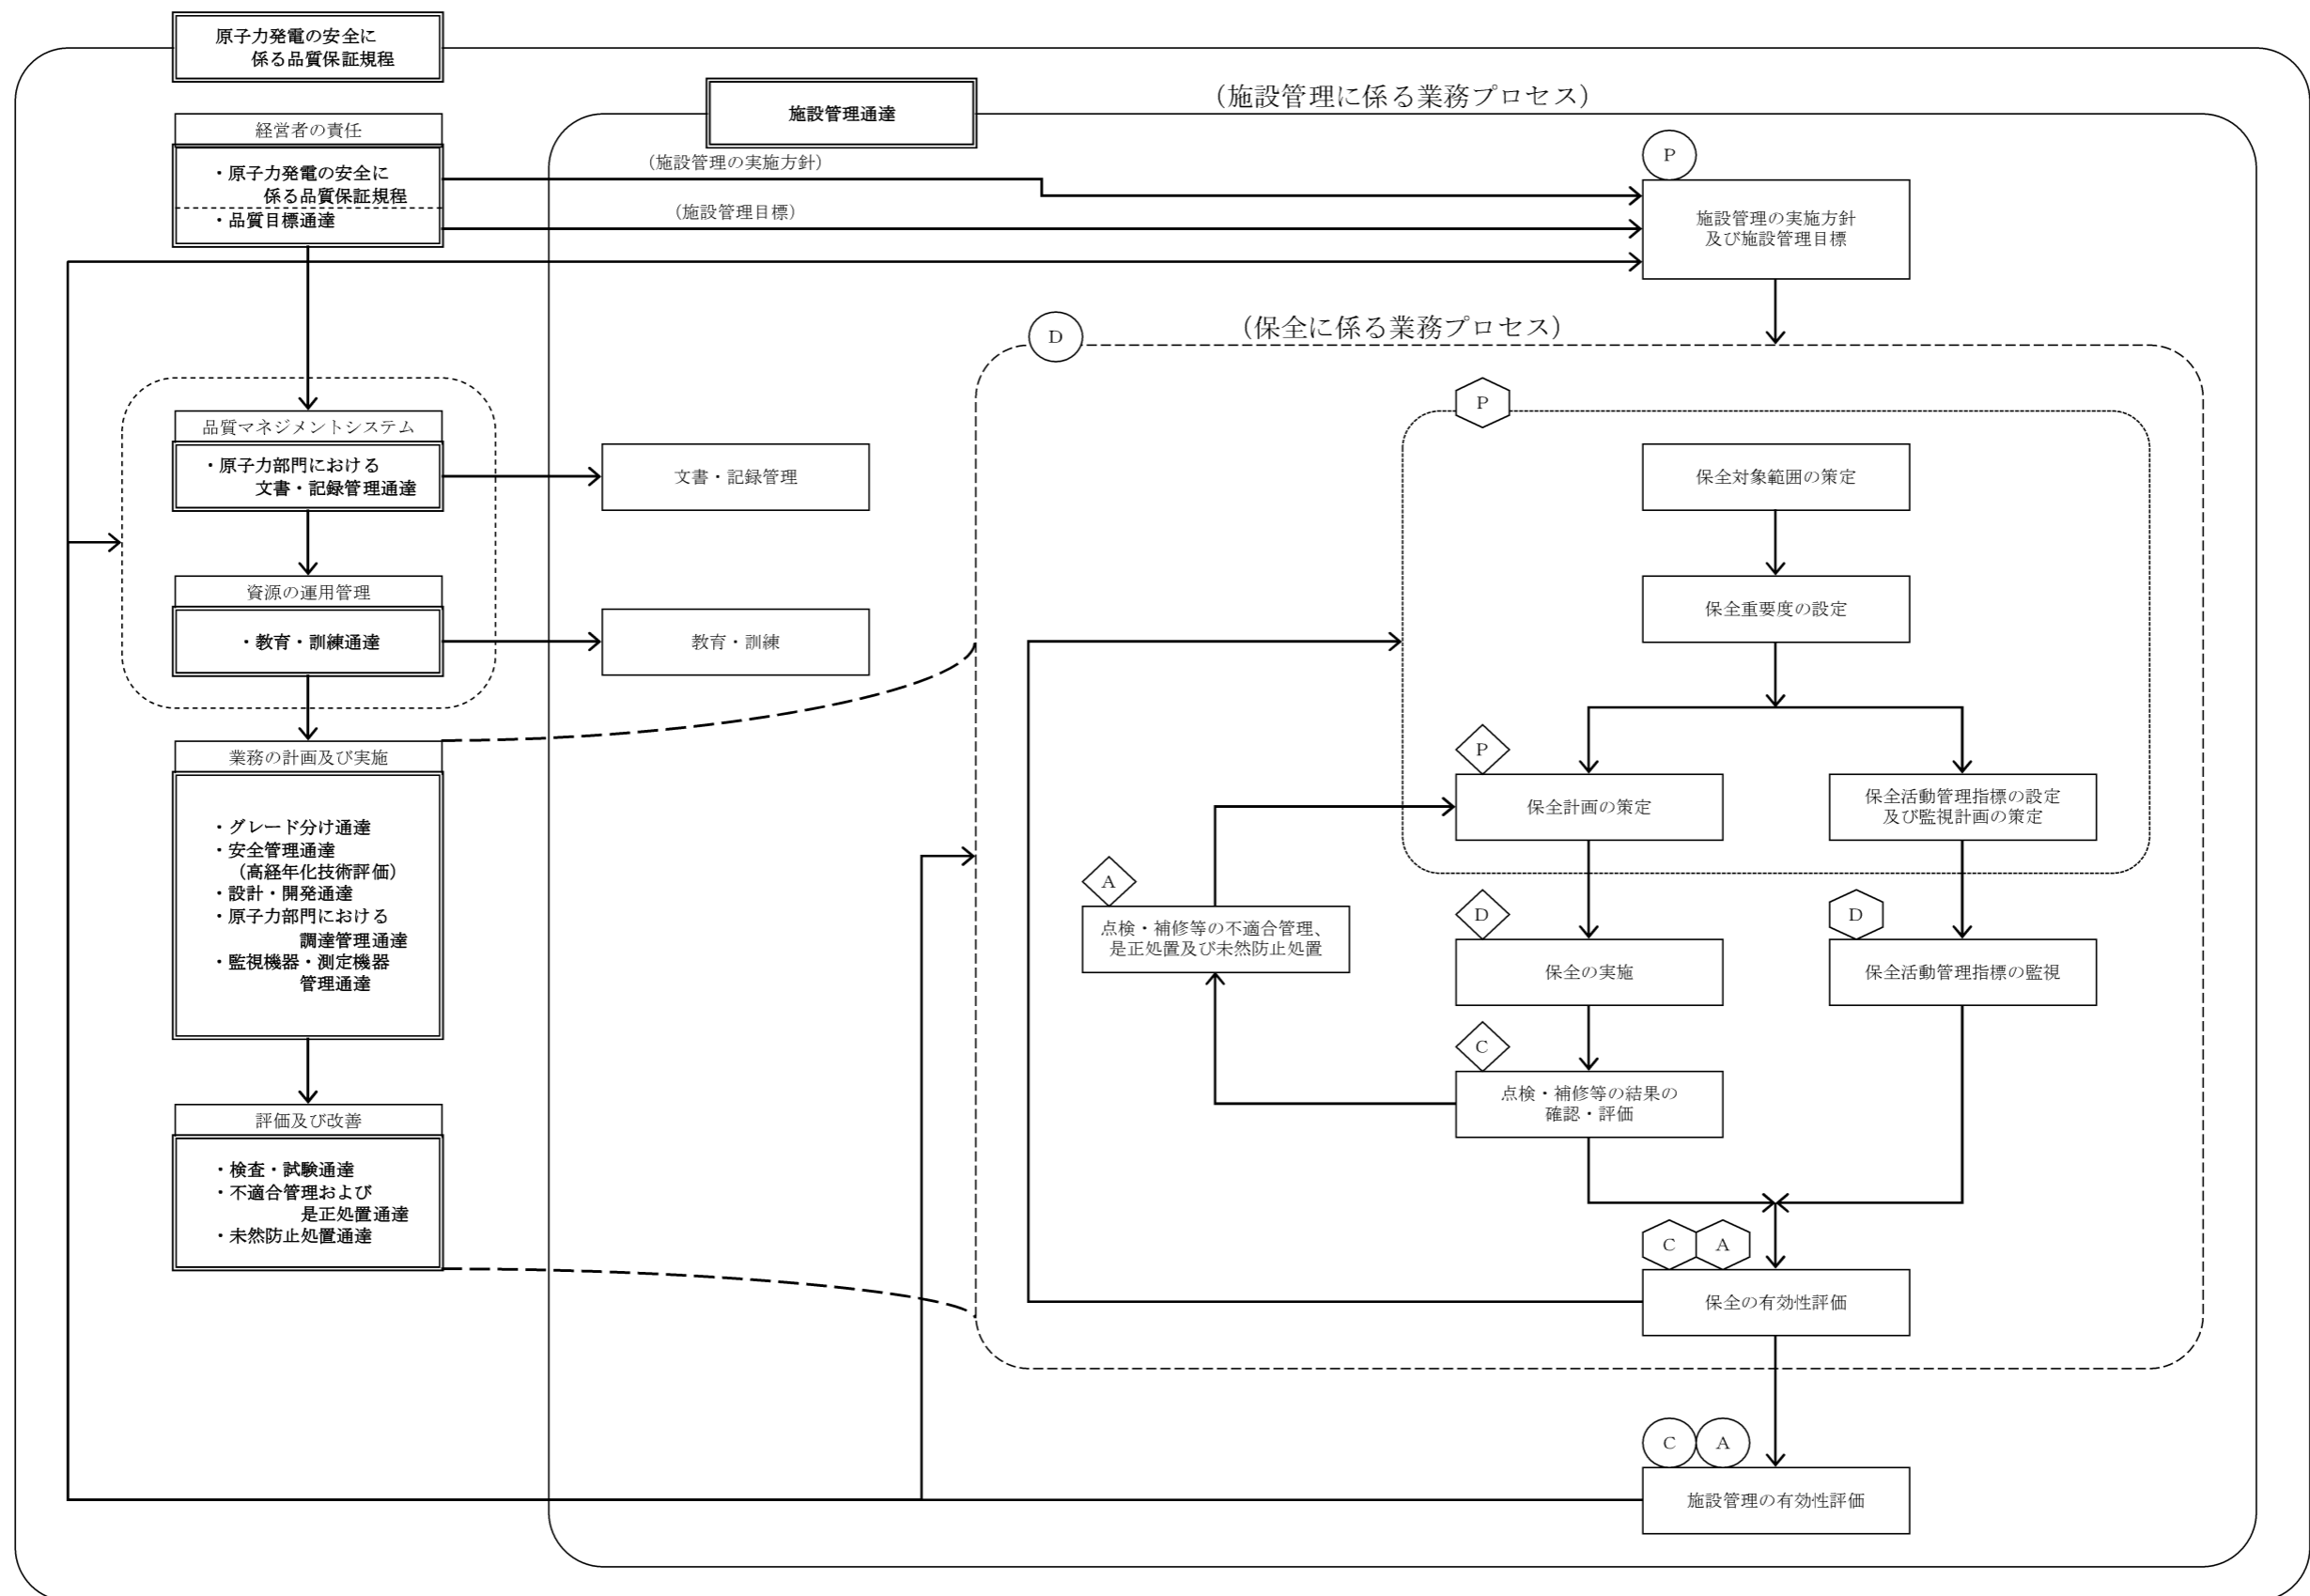 原子力発電の安全に
係る品質保証規程
施設管理通達
（施設管理に係る業務プロセス）
経営者の責任
・原子力発電の安全に
係る品質保証規程
・品質目標通達
（施設管理の実施方針）
（施設管理目標）
P
施設管理の実施方針
及び施設管理目標
品質マネジメントシステム
・原子力部門における
文書・記録管理通達
文書・記録管理
資源の運用管理
・教育・訓練通達
教育・訓練
業務の計画及び実施
・グレード分け通達
・安全管理通達
（高経年化技術評価）
・設計・開発通達
・原子力部門における
調達管理通達
・監視機器・測定機器
管理通達
評価及び改善
・検査・試験通達
・不適合管理および
是正処置通達
・未然防止処置通達
D
（保全に係る業務プロセス）
P
保全対象範囲の策定
保全重要度の設定
P
保全計画の策定
保全活動管理指標の設定
及び監視計画の策定
A
点検・補修等の不適合管理、
是正処置及び未然防止処置
D
保全の実施
D
保全活動管理指標の監視
C
点検・補修等の結果の
確認・評価
C A
保全の有効性評価
C A
施設管理の有効性評価